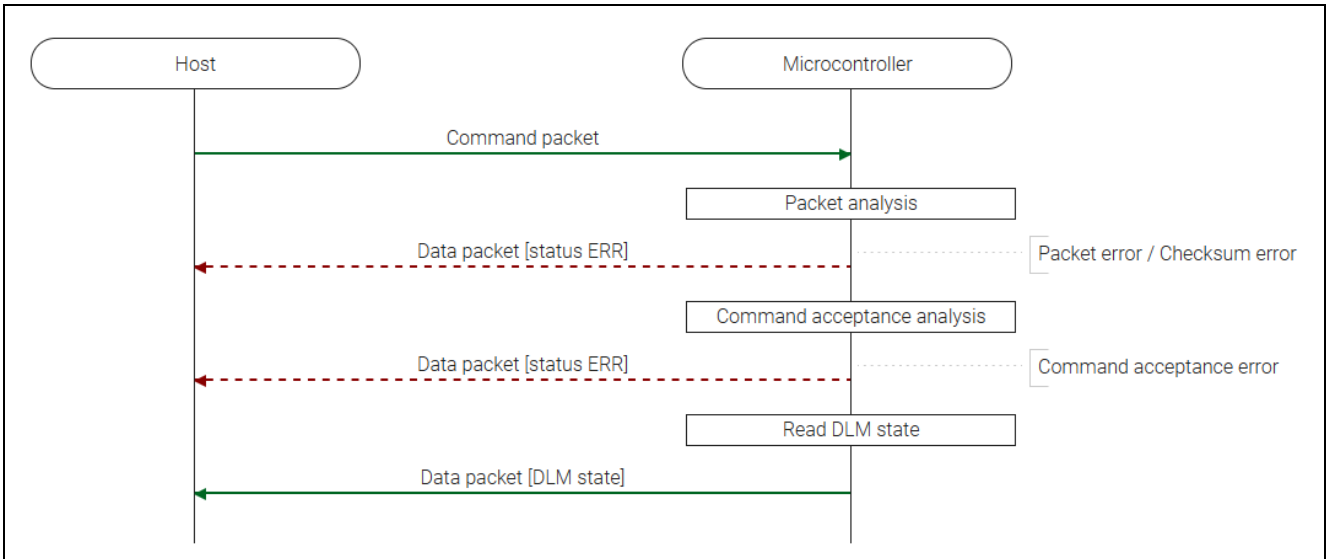 Host
Microcontroller
Command packet
Packet analysis
Data packet [status ERR]
Packet error / Checksum error
Command acceptance analysis
Data packet [status ERR]
Command acceptance error
Read DLM state
Data packet [DLM state]